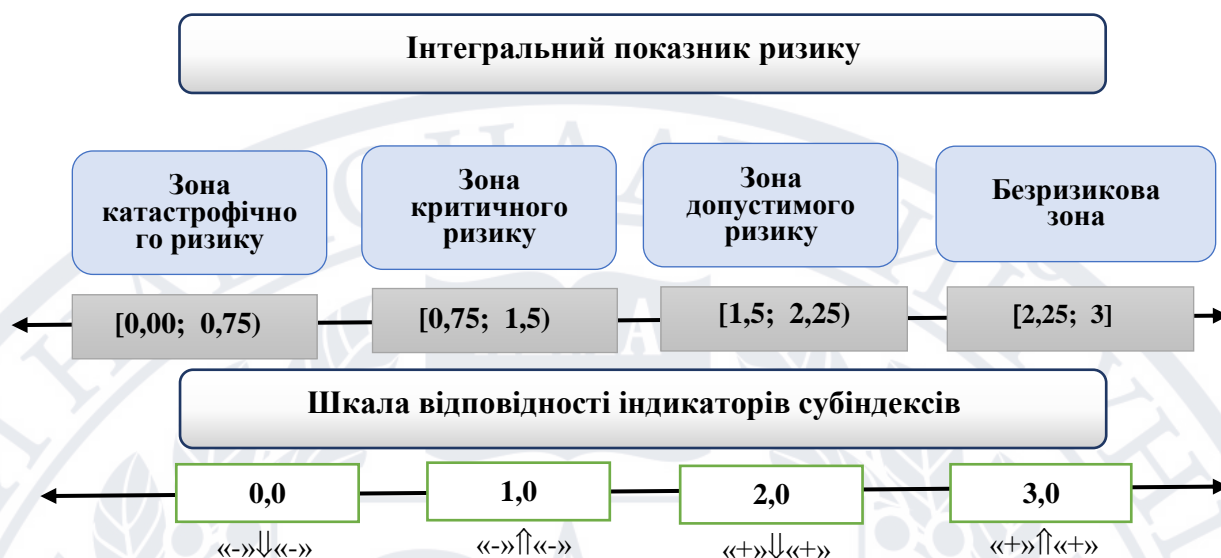 Інтегральний показник ризику
Зона
катастрофічно
го ризику
Зона
критичного
ризику
Зона
допустимого
ризику
Безризикова
зона
[0,00; 0,75)
[0,75; 1,5)
[1,5; 2,25)
[2,25; 3]
Шкала відповідності індикаторів субіндексів
0,0
1,0
2,0
3,0
«-»⇓«-»
«-»⇑«-»
«+»⇓«+»
«+»⇑«+»